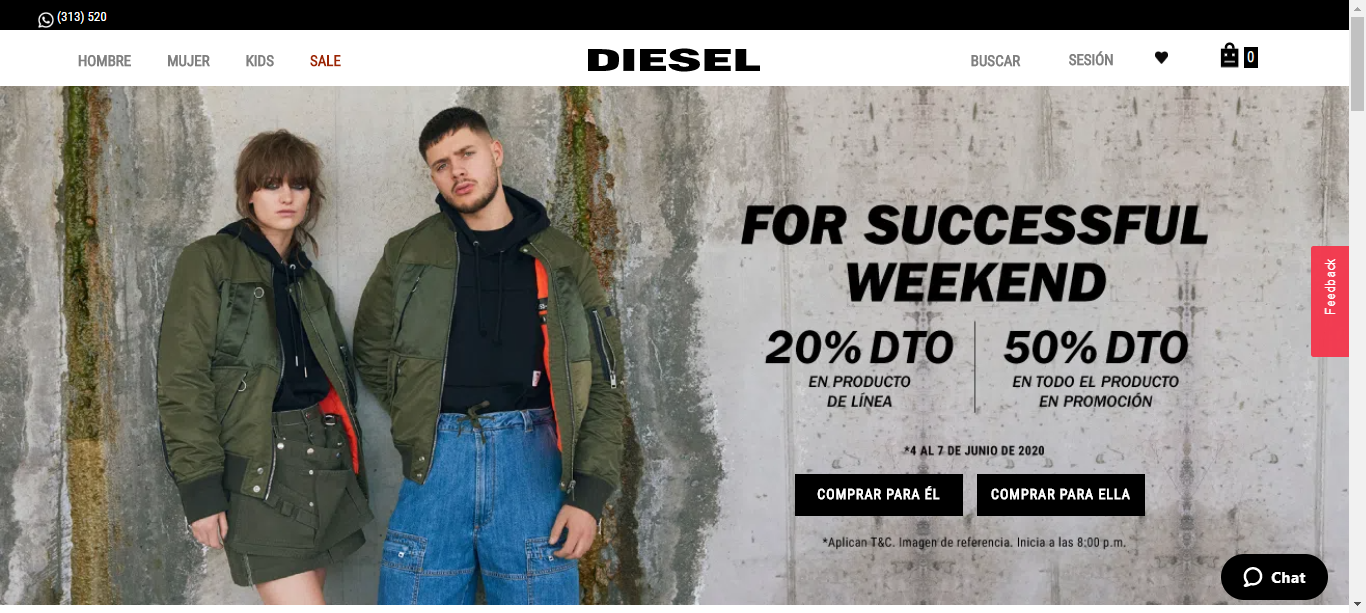 (313) 520
HOMBRE MUJER KIDS SALE DIESEL BUSCAR SESIÓN 0
FOR SUCCESSFUL
WEEKEND
20% DTO 50% DTO
EN PRODUCTO EN TODO EL PRODUCTO
DE LÍNEA EN PROMOCIÓN
*4 AL 7 DE JUNIO DE 2020
COMPRAR PARA ÉL COMPRAR PARA ELLA
*Aplican T&C. Imagen de referencia. Inicia a las 8:00 p.m.
Feedback
Chat